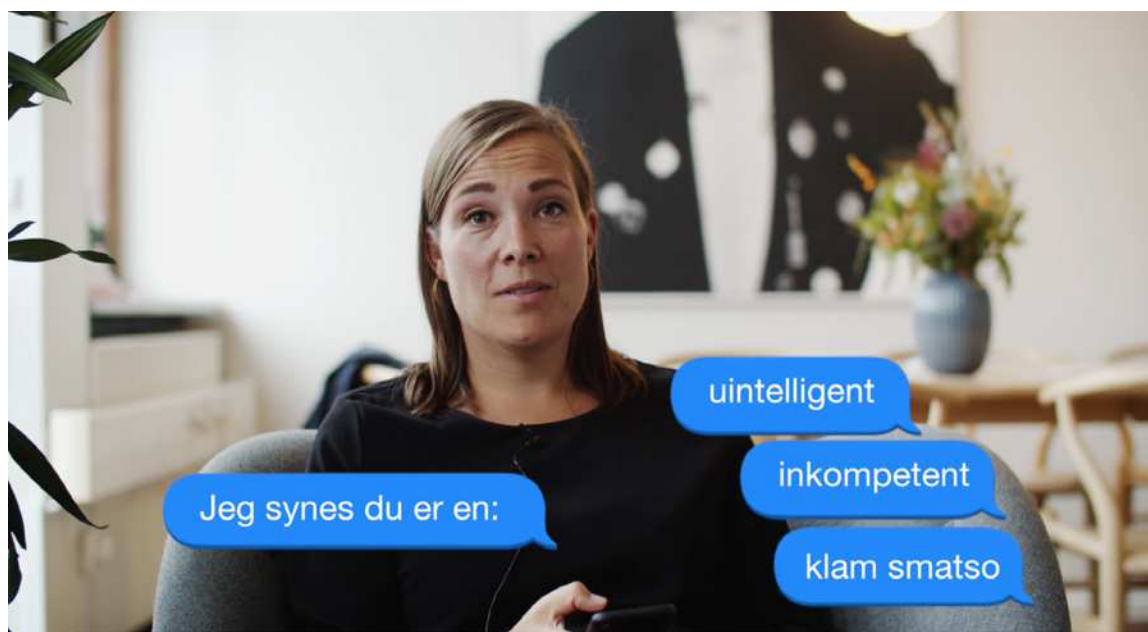 Jeg synes du er en:
uintelligent
inkompetent
klam smatso